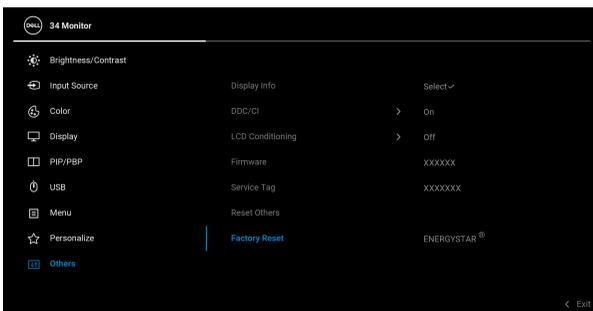 DELL 34 Monitor
Brightness/Contrast
Input Source Display Info Select✓
Color DDC/CI > On
Display LCD Conditioning > Off
PIP/PBP Firmware XXXXXX
USB Service Tag XXXXXXX
Menu Reset Others
Personalize Factory Reset ENERGYSTAR ®
Others
< Exit